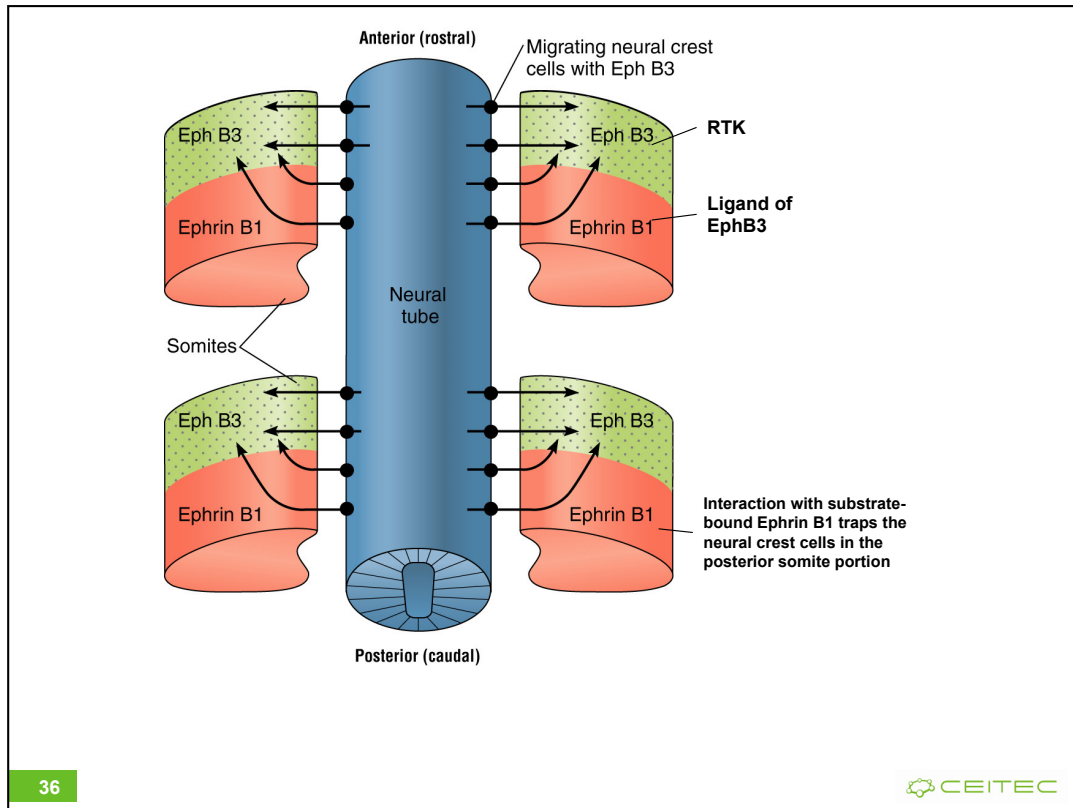 Anterior (rostral)
Migrating neural crest
cells with Eph B3
Eph B3
Eph B3
RTK
Ephrin B1
Ephrin B1
Ligand of
EphB3
Neural
tube
Somites
Eph B3
Eph B3
Ephrin B1
Ephrin B1
Interaction with substrate-
bound Ephrin B1 traps the
neural crest cells in the
posterior somite portion
Posterior (caudal)
36
CEITEC